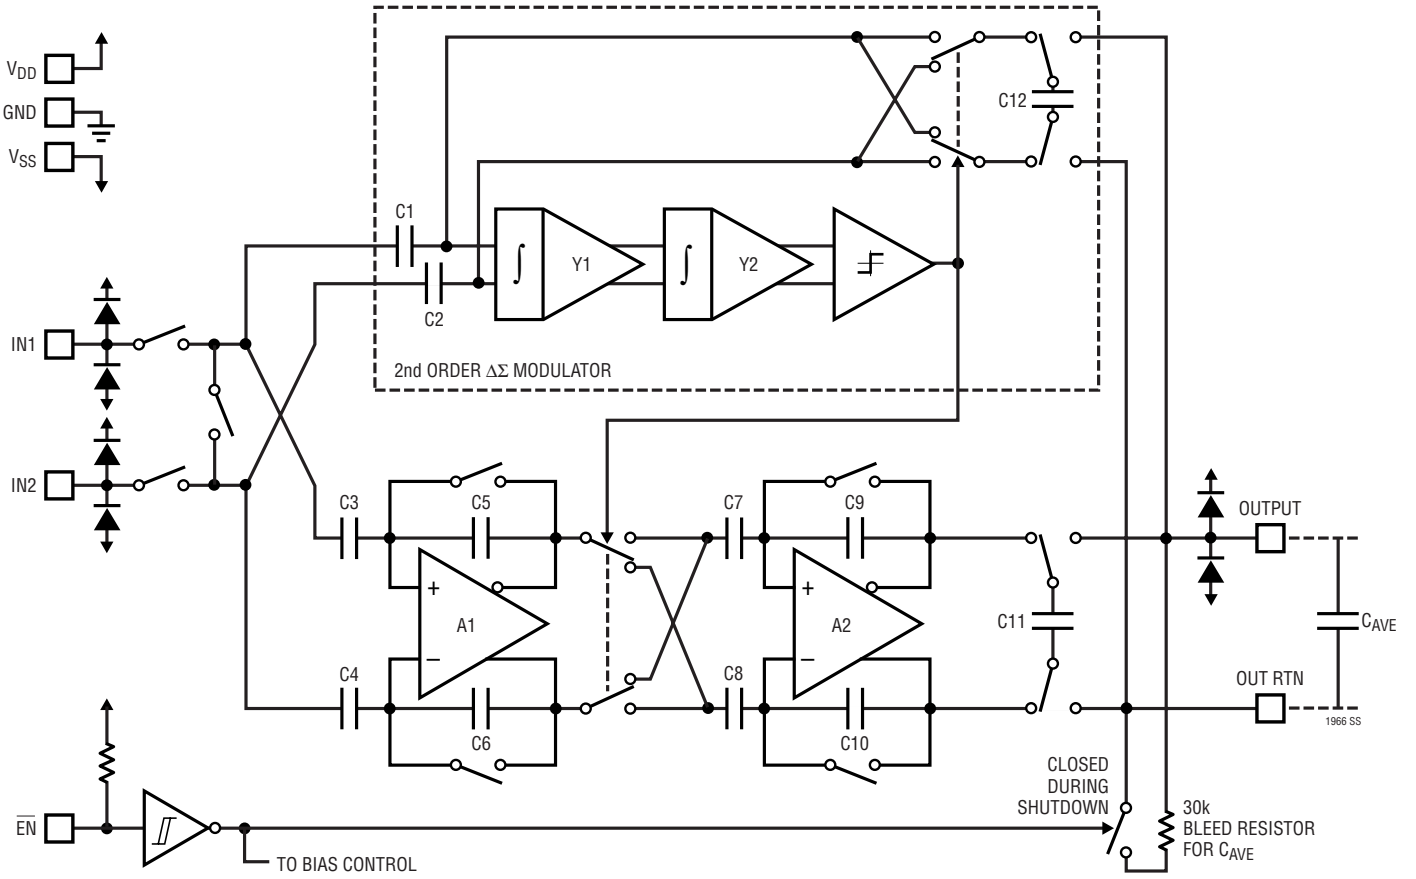 VDD
GND
VSS
C12
C1
C2
∫
Y1
∫
Y2
2nd ORDER ΔΣ MODULATOR
IN1
IN2
C3
C5
C7
C9
OUTPUT
+
A1
–
+
A2
–
C11
CAVE
C4
C6
C8
C10
OUT RTN
1966 SS
CLOSED
DURING
SHUTDOWN
30k
BLEED RESISTOR
FOR CAVE
E̅N̅
TO BIAS CONTROL